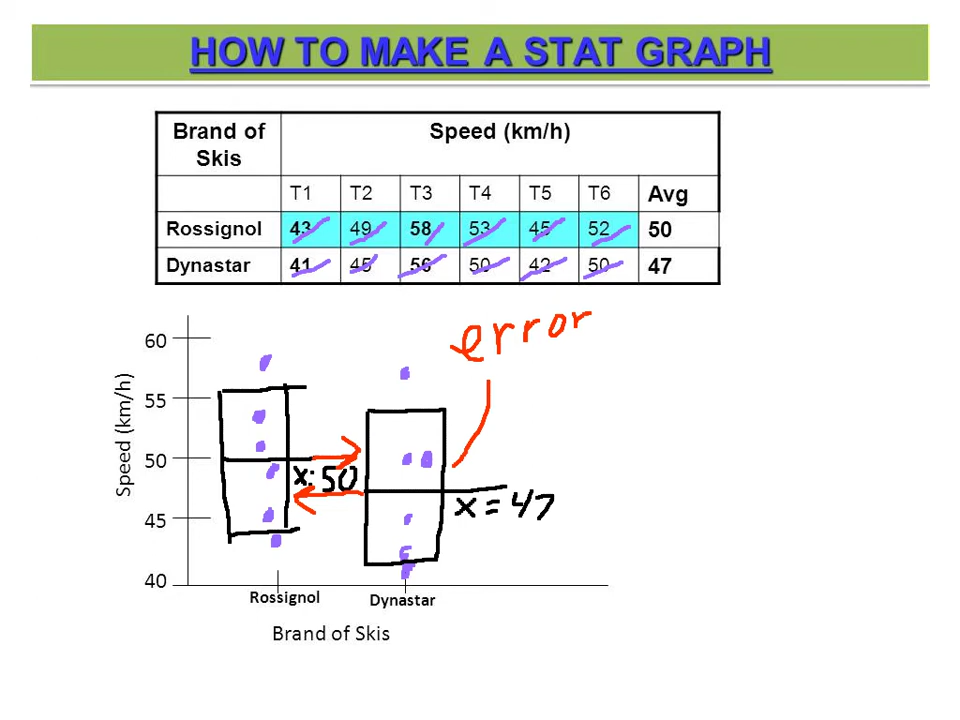 HOW TO MAKE A STAT GRAPH
Brand of Skis Speed (km/h)
T1 T2 T3 T4 T5 T6 Avg
Rossignol 43 49 58 53 45 52 50
Dynastar 41 45 56 50 42 50 47
error
60
55
50
45
40
Speed (km/h)
x: 50
x = 47
Rossignol Dynastar
Brand of Skis